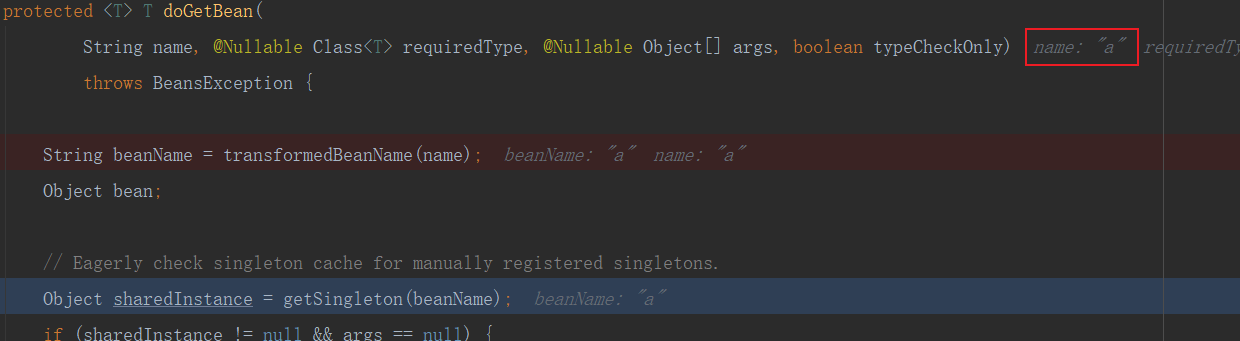 protected <T> T doGetBean(
String name, @Nullable Class<T> requiredType, @Nullable Object[] args, boolean typeCheckOnly) name: "a" requiredTy
throws BeansException {
String beanName = transformedBeanName(name); beanName: "a" name: "a"
Object bean;
// Eagerly check singleton cache for manually registered singletons.
Object sharedInstance = getSingleton(beanName); beanName: "a"
if (sharedInstance != null && args == null) {